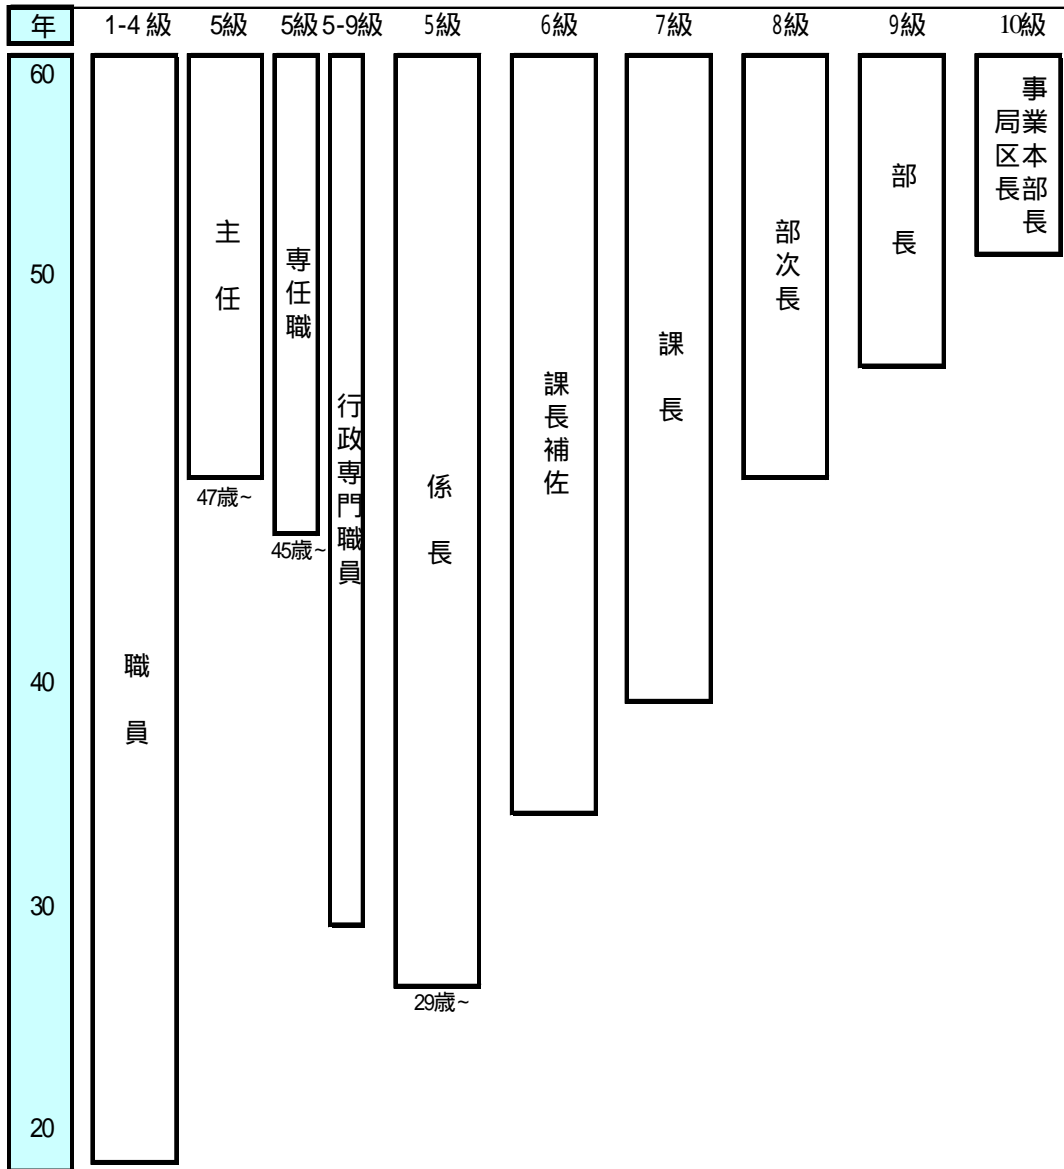 年 1-4 級 5級 5級 5-9級 5級 6級 7級 8級 9級 10級
60
50
40
30
20
職員
主任
47歳~
専任職
45歳~
行政専門職員
係長
29歳~
課長補佐
課長
部次長
部長
事業本部長
局区長